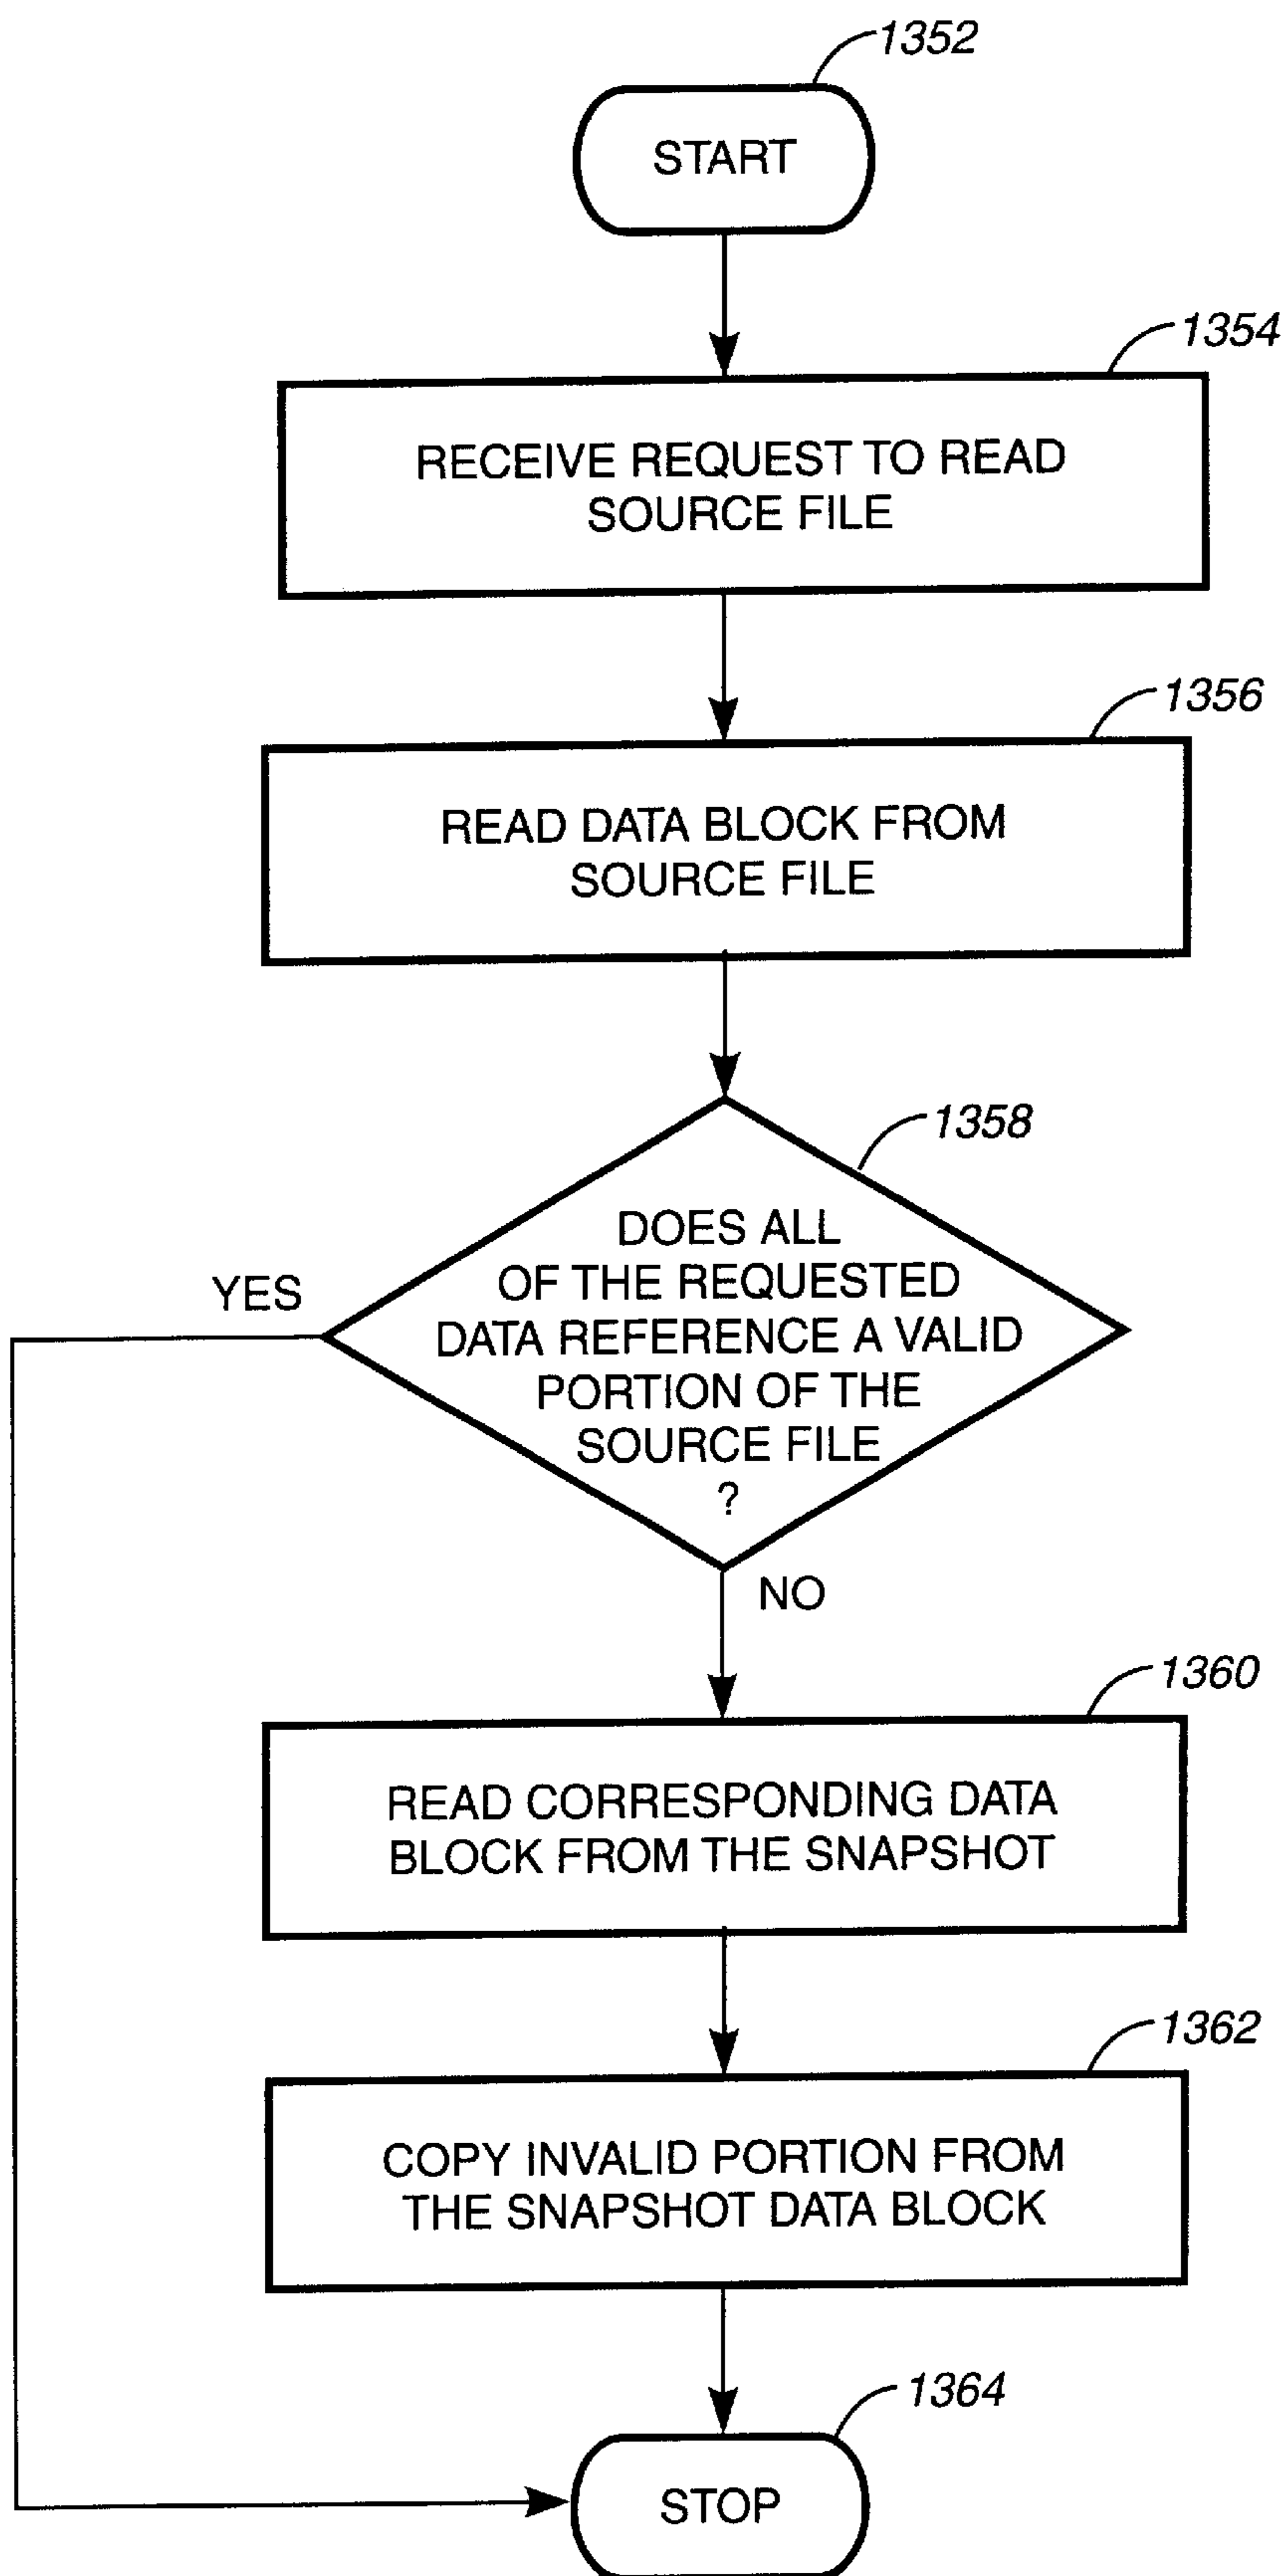 1352
START
1354
RECEIVE REQUEST TO READ
SOURCE FILE
1356
READ DATA BLOCK FROM
SOURCE FILE
1358
DOES ALL
OF THE REQUESTED
DATA REFERENCE A VALID
PORTION OF THE
SOURCE FILE
?
YES
NO
1360
READ CORRESPONDING DATA
BLOCK FROM THE SNAPSHOT
1362
COPY INVALID PORTION FROM
THE SNAPSHOT DATA BLOCK
1364
STOP